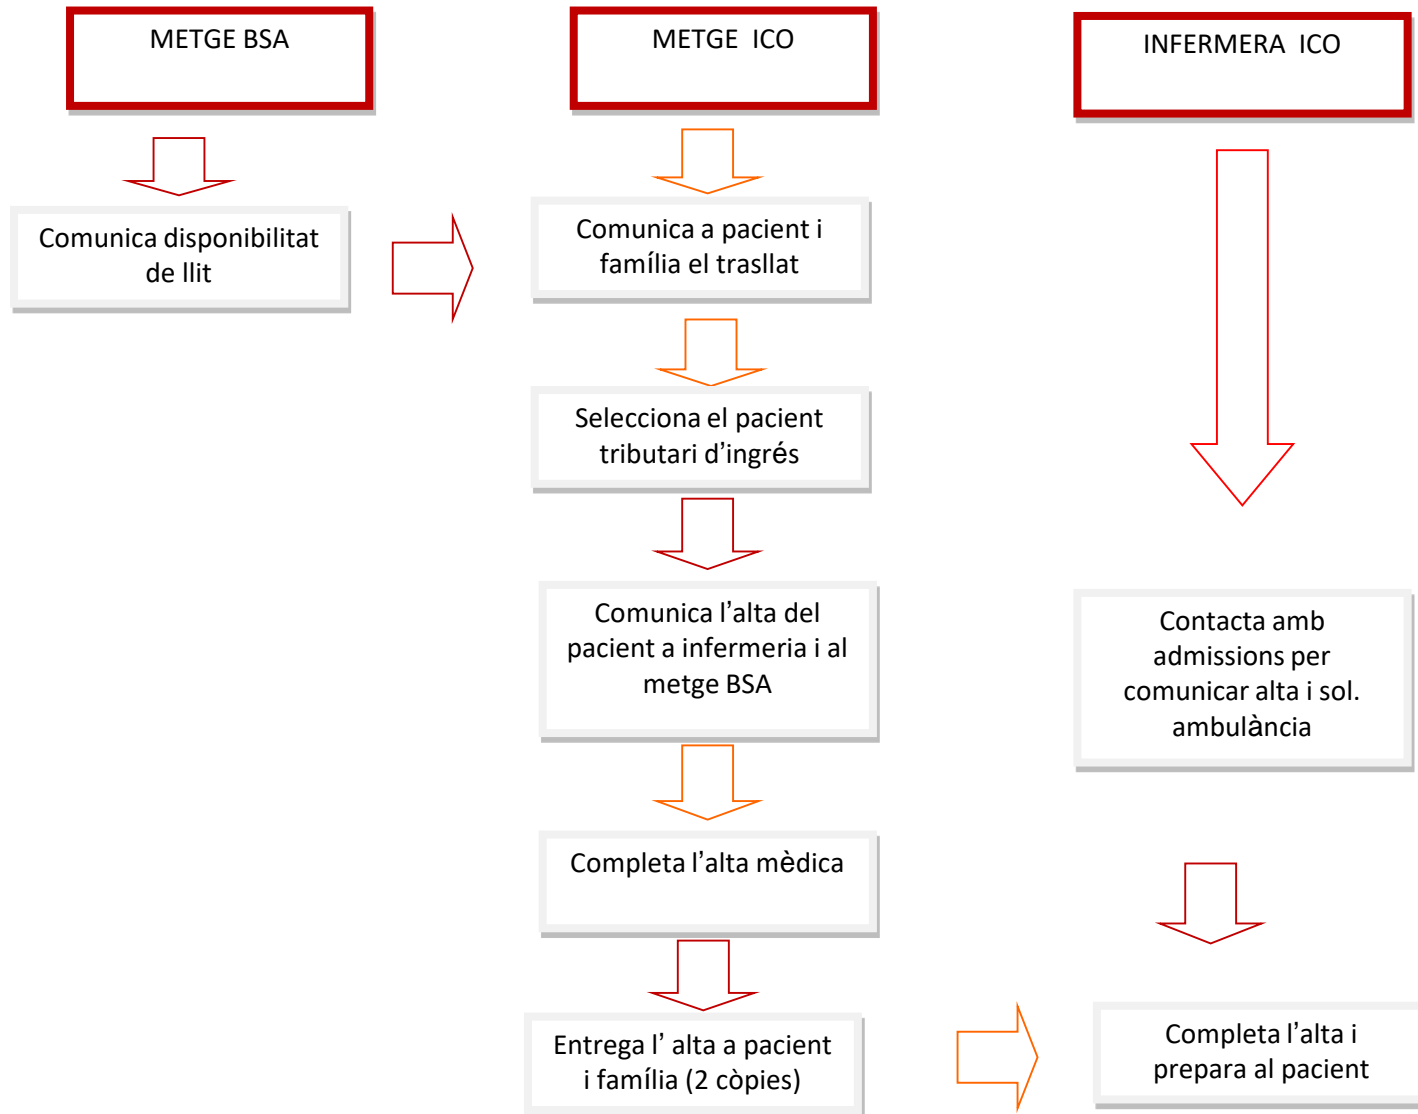 METGE BSA
METGE ICO
INFERMERA ICO
Comunica disponibilitat
de llit
Comunica a pacient i
família el trasllat
Selecciona el pacient
tributari d’ingrés
Comunica l’alta del
pacient a infermeria i al
metge BSA
Contacta amb
admissions per
comunicar alta i sol.
ambulància
Completa l’alta mèdica
Entrega l’ alta a pacient
i família (2 còpies)
Completa l’alta i
prepara al pacient